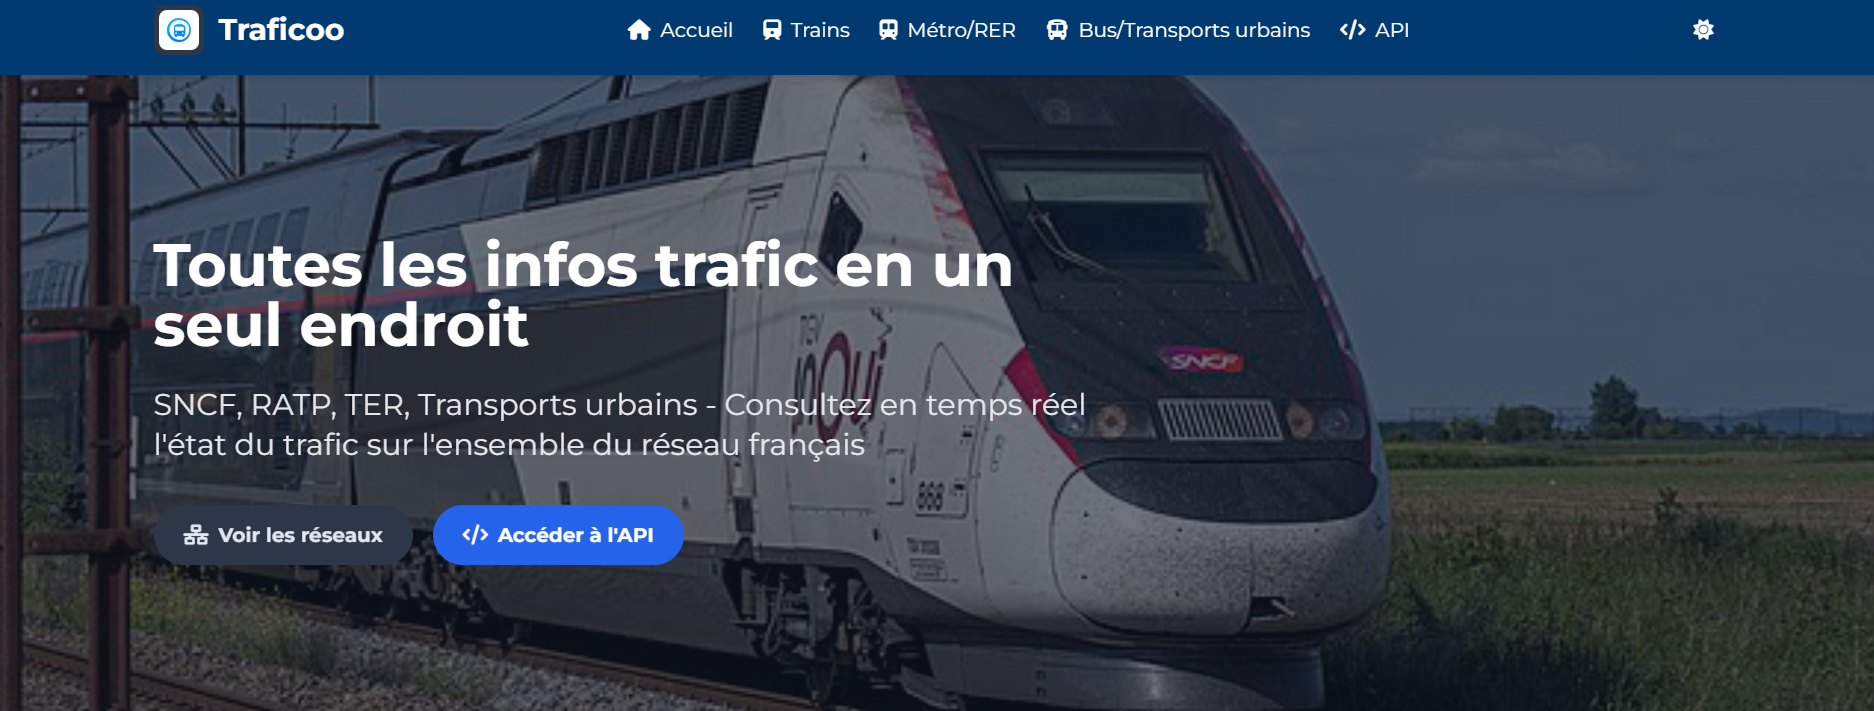 Traficoo
Accueil
Trains
Métro/RER
Bus/Transports urbains
API
Toutes les infos trafic en un
seul endroit
SNCF, RATP, TER, Transports urbains - Consultez en temps réel
l'état du trafic sur l'ensemble du réseau français
Voir les réseaux
Accéder à l'API
TGV
inOui
SNCF
868